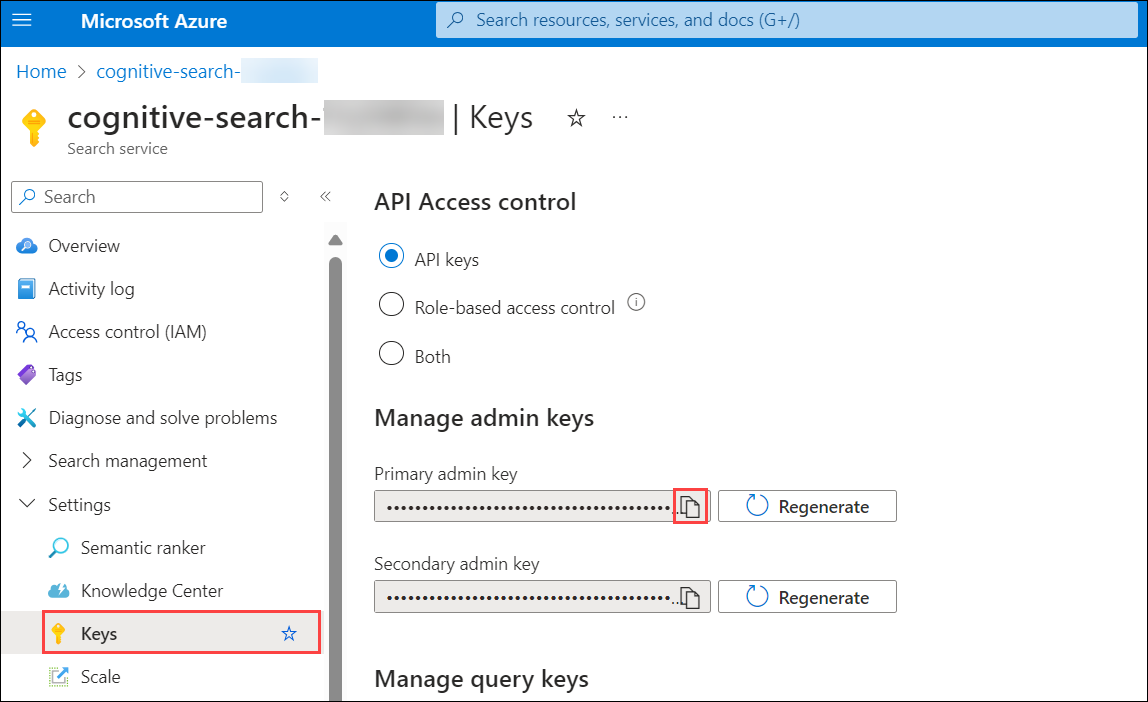 Microsoft Azure
Search resources, services, and docs (G+/)
Home > cognitive-search-
cognitive-search- | Keys
Search service
Search
Overview
Activity log
Access control (IAM)
Tags
Diagnose and solve problems
Search management
Settings
Semantic ranker
Knowledge Center
Keys
Scale
API Access control
API keys
Role-based access control
Both
Manage admin keys
Primary admin key
Regenerate
Secondary admin key
Regenerate
Manage query keys